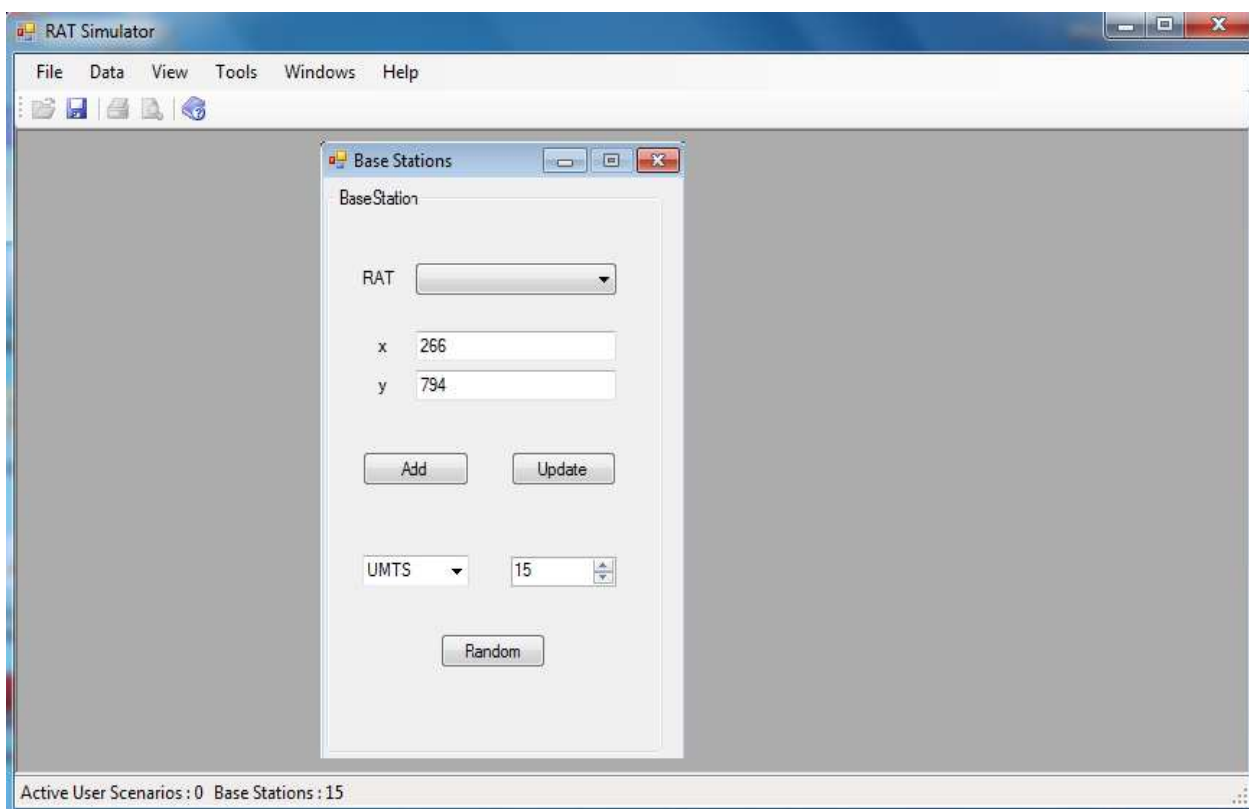 RAT Simulator
File Data View Tools Windows Help
Base Stations
BaseStation
RAT
x 266
y 794
Add Update
UMTS 15
Random
Active User Scenarios : 0 Base Stations : 15